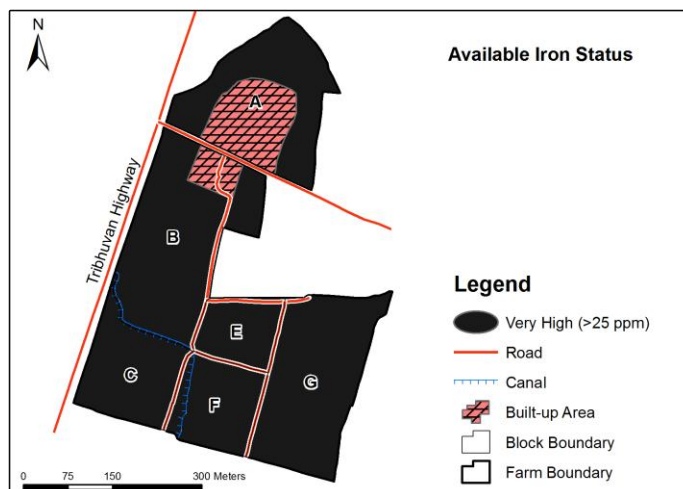 N
Available Iron Status
A
Tribhuvan Highway
B
E
C
F
G
Legend
Very High (>25 ppm)
Road
Canal
Built-up Area
Block Boundary
Farm Boundary
0 75 150 300 Meters